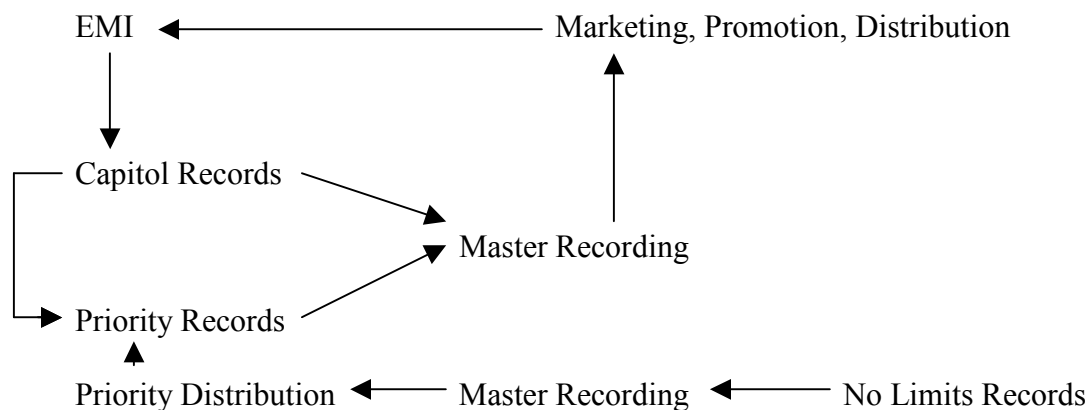 EMI Marketing, Promotion, Distribution
Capitol Records
Master Recording
Priority Records
Priority Distribution Master Recording No Limits Records